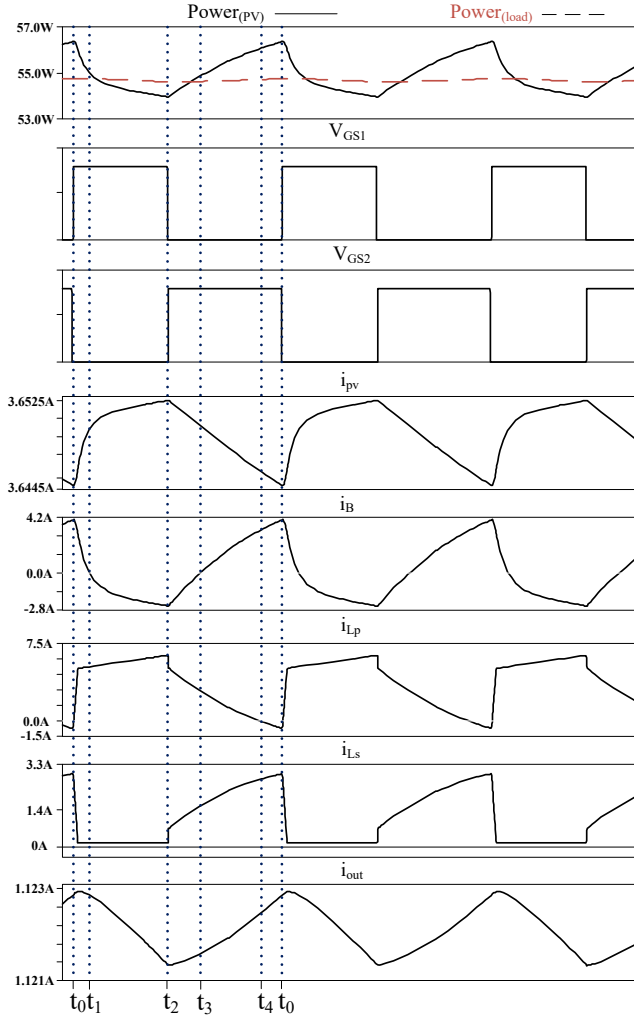 Power(PV) Power(load)
57.0W
55.0W
53.0W
VGS1
VGS2
ipv
3.6525A
3.6445A
iB
4.2A
0.0A
-2.8A
iLp
7.5A
0.0A
-1.5A
iLs
3.3A
1.4A
0A
iout
1.123A
1.121A
t0 t1 t2 t3 t4 t0